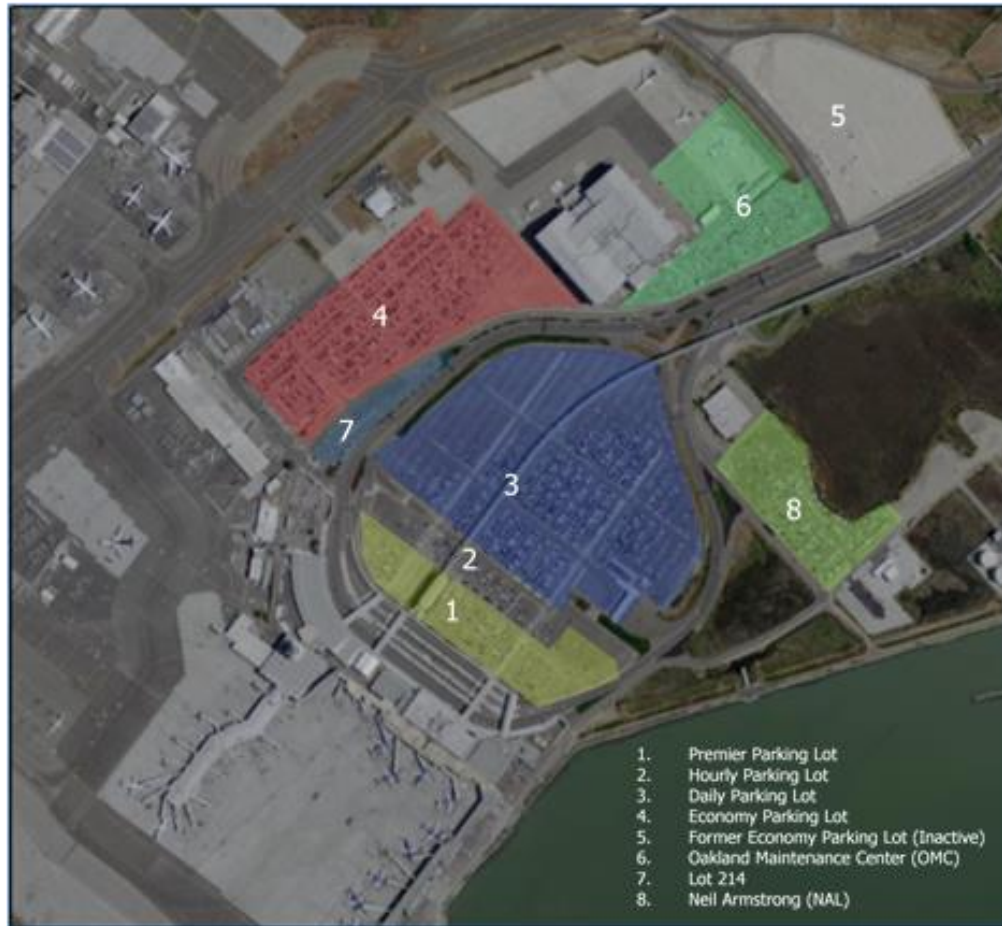 5
6
4
7
3
8
2
1
1. Premier Parking Lot
2. Hourly Parking Lot
3. Daily Parking Lot
4. Economy Parking Lot
5. Former Economy Parking Lot (Inactive)
6. Oakland Maintenance Center (OMC)
7. Lot 214
8. Neil Armstrong (NAL)